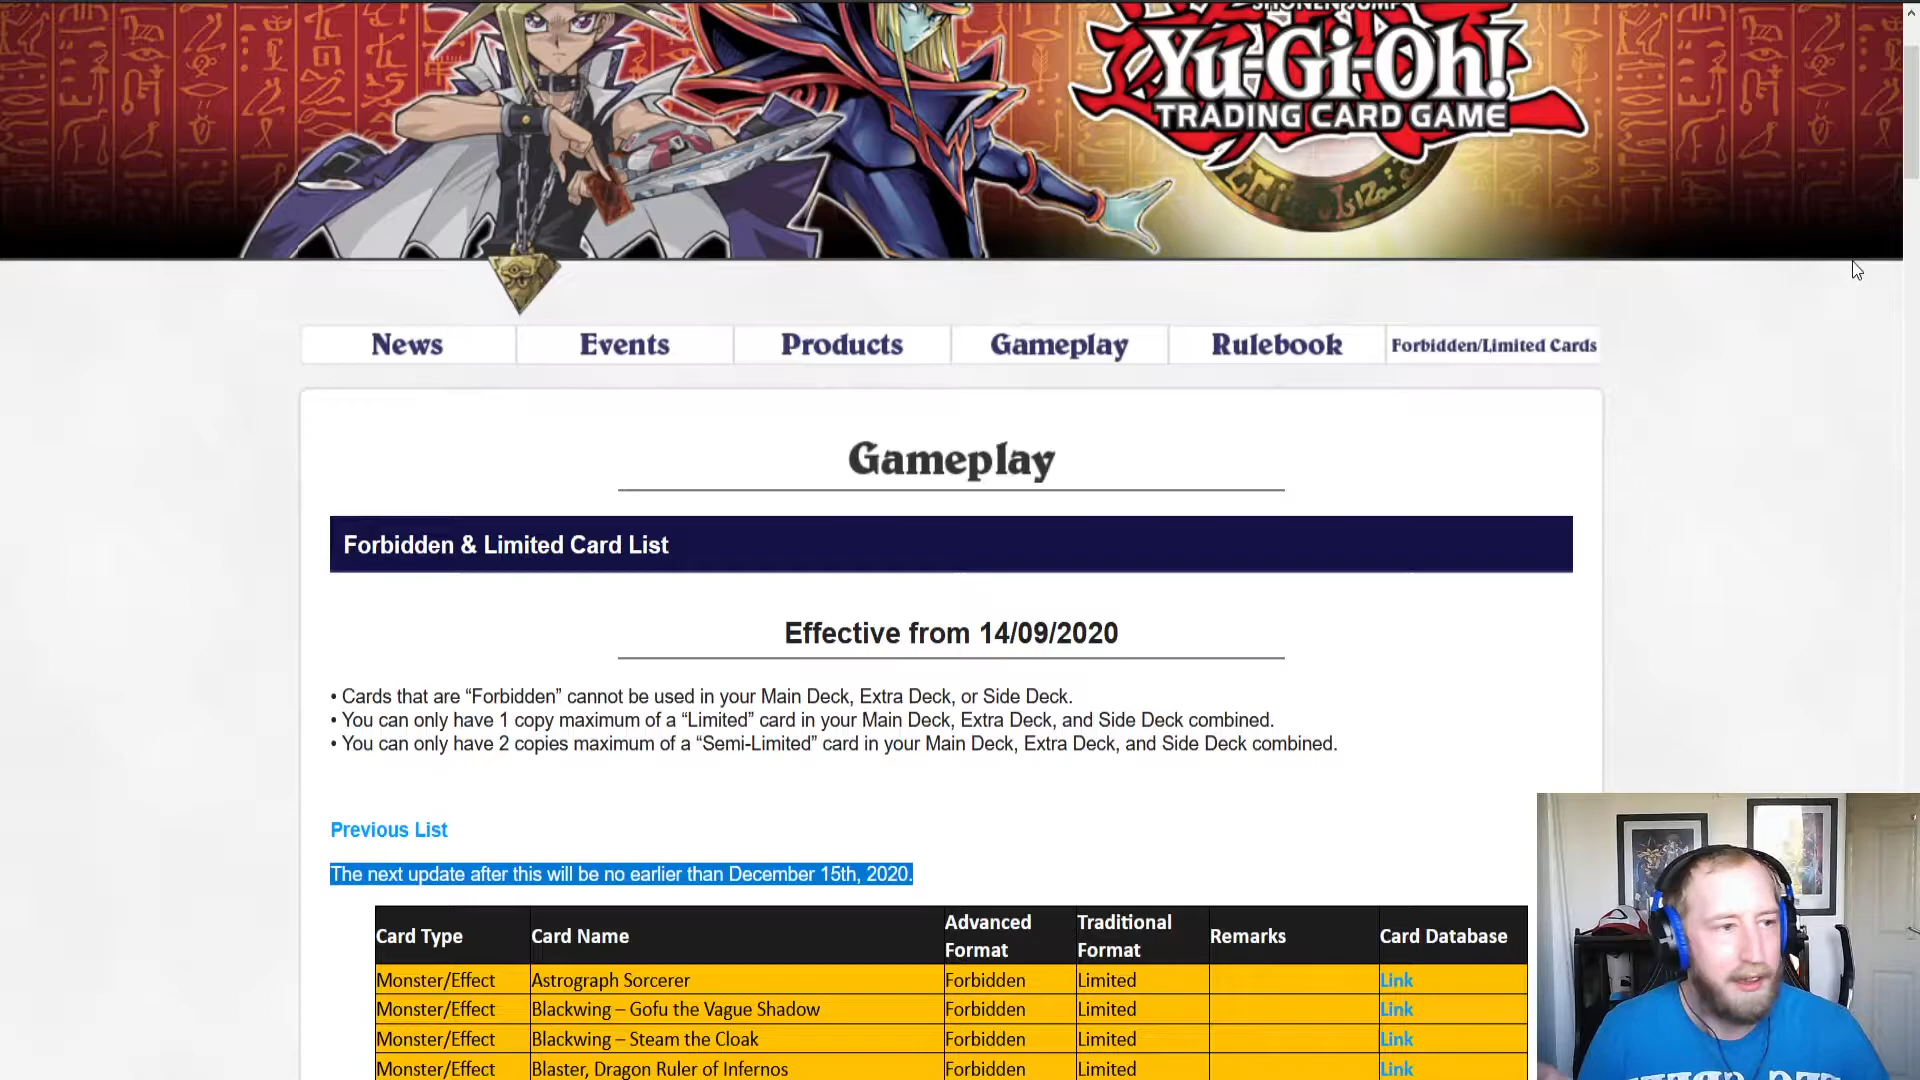 SHONEN JUMP
Yu-Gi-Oh!
TRADING CARD GAME
News
Events
Products
Gameplay
Rulebook
Forbidden/Limited Cards
Gameplay
Forbidden & Limited Card List
Effective from 14/09/2020
• Cards that are “Forbidden” cannot be used in your Main Deck, Extra Deck, or Side Deck.
• You can only have 1 copy maximum of a “Limited” card in your Main Deck, Extra Deck, and Side Deck combined.
• You can only have 2 copies maximum of a “Semi-Limited” card in your Main Deck, Extra Deck, and Side Deck combined.
Previous List
The next update after this will be no earlier than December 15th, 2020.
Card Type Card Name Advanced Format Traditional Format Remarks Card Database
Monster/Effect Astrograph Sorcerer Forbidden Limited Link
Monster/Effect Blackwing – Gofu the Vague Shadow Forbidden Limited Link
Monster/Effect Blackwing – Steam the Cloak Forbidden Limited Link
Monster/Effect Blaster, Dragon Ruler of Infernos Forbidden Limited Link